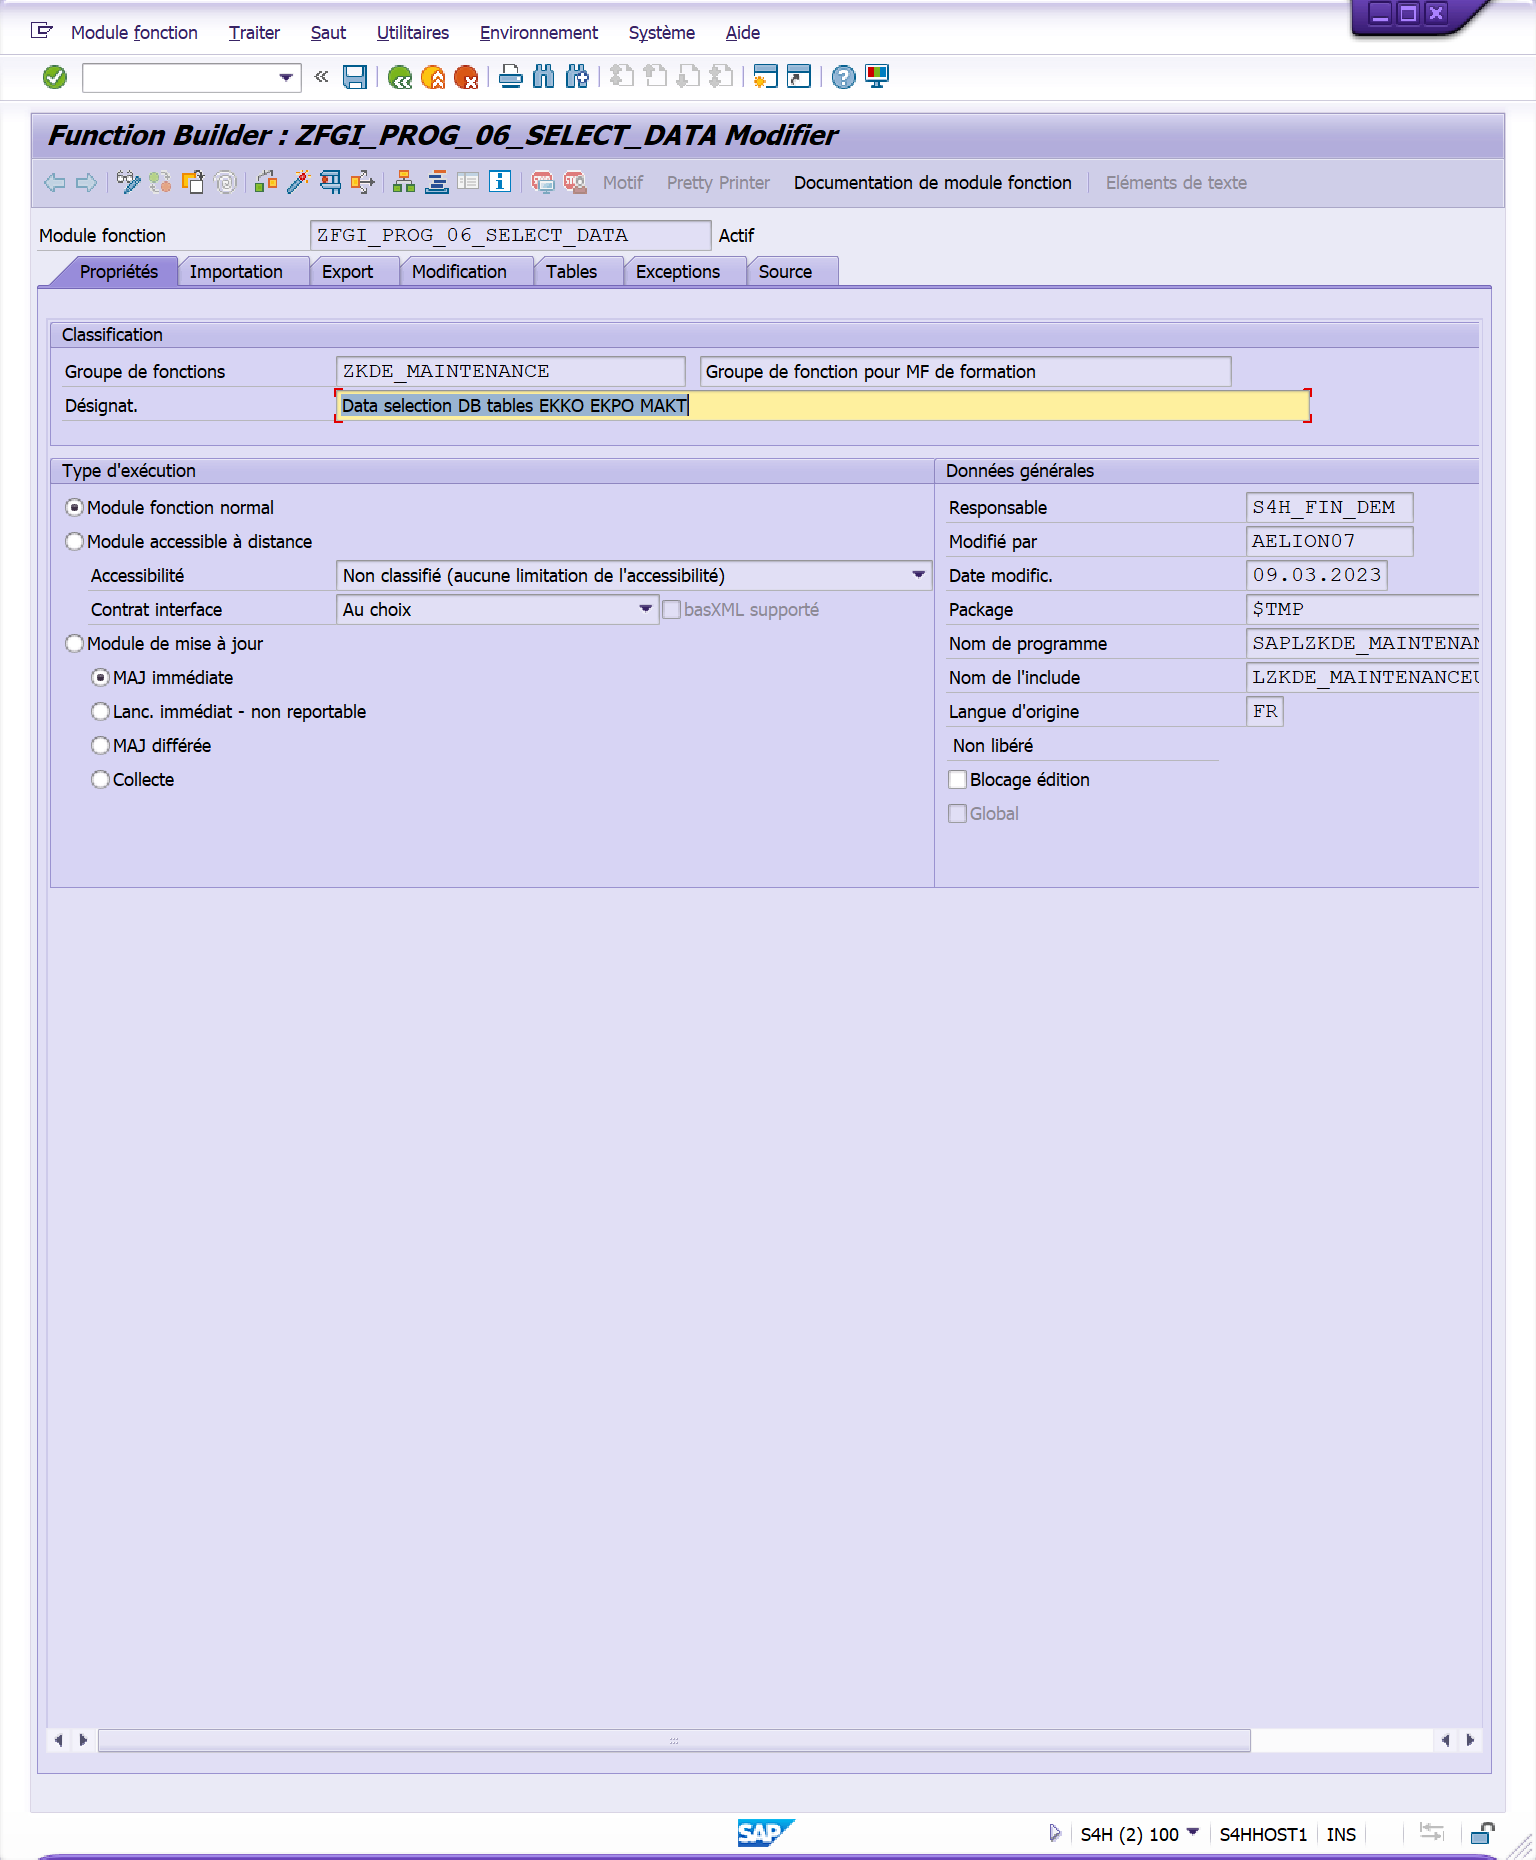 Module fonction Traiter Saut Utilitaires Environnement Système Aide
Function Builder : ZFGI_PROG_06_SELECT_DATA Modifier
Motif Pretty Printer Documentation de module fonction Eléments de texte
Module fonction ZFGI_PROG_06_SELECT_DATA Actif
Propriétés Importation Export Modification Tables Exceptions Source
Classification
Groupe de fonctions ZKDE_MAINTENANCE Groupe de fonction pour MF de formation
Désignat. Data selection DB tables EKKO EKPO MAKT
Type d'exécution
Module fonction normal
Module accessible à distance
Accessibilité Non classifié (aucune limitation de l'accessibilité)
Contrat interface Au choix basXML supporté
Module de mise à jour
MAJ immédiate
Lanc. immédiat - non reportable
MAJ différée
Collecte
Données générales
Responsable S4H_FIN_DEM
Modifié par AELION07
Date modific. 09.03.2023
Package $TMP
Nom de programme SAPLZKDE_MAINTENAN
Nom de l'include LZKDE_MAINTENANCEU
Langue d'origine FR
Non libéré
Blocage édition
Global
SAP S4H (2) 100 S4HHOST1 INS